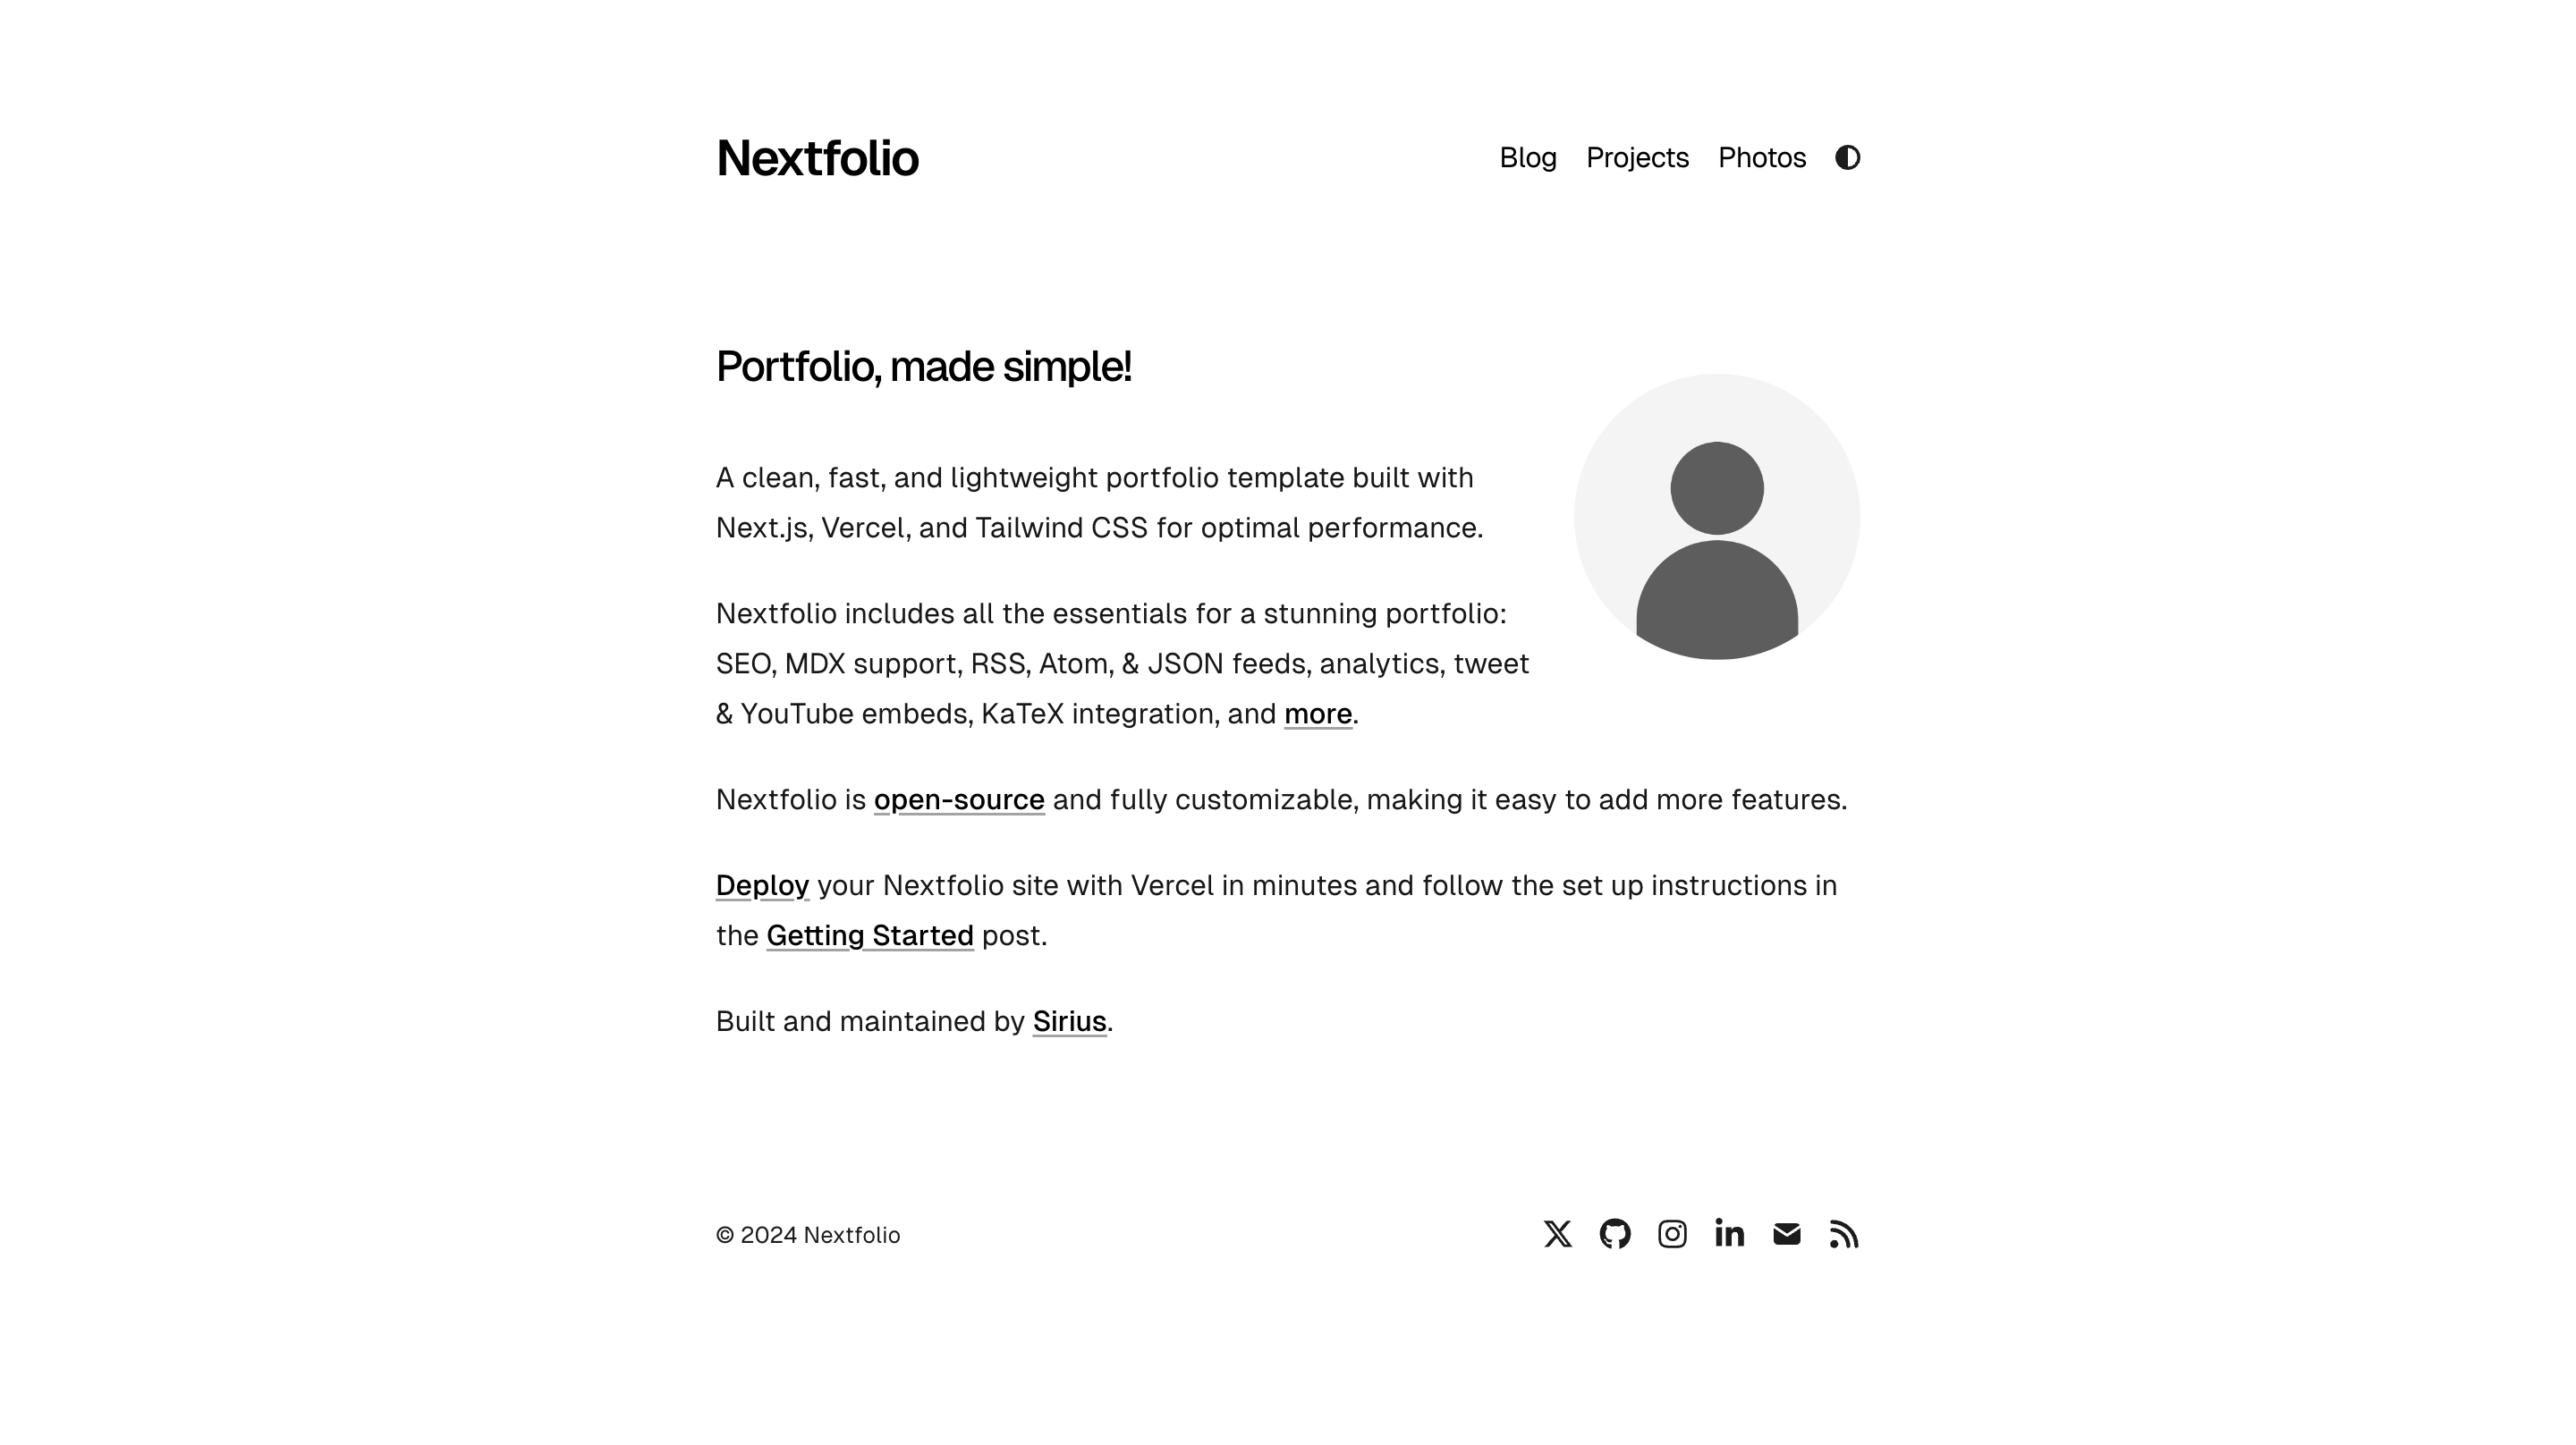 Nextfolio
Blog Projects Photos
Portfolio, made simple!
A clean, fast, and lightweight portfolio template built with
Next.js, Vercel, and Tailwind CSS for optimal performance.
Nextfolio includes all the essentials for a stunning portfolio:
SEO, MDX support, RSS, Atom, & JSON feeds, analytics, tweet
& YouTube embeds, KaTeX integration, and more.
Nextfolio is open-source and fully customizable, making it easy to add more features.
Deploy your Nextfolio site with Vercel in minutes and follow the set up instructions in
the Getting Started post.
Built and maintained by Sirius.
© 2024 Nextfolio